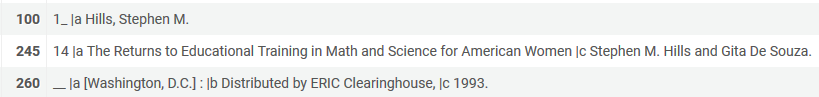 100 1_ |a Hills, Stephen M.
245 14 |a The Returns to Educational Training in Math and Science for American Women |c Stephen M. Hills and Gita De Souza.
260 __ |a [Washington, D.C.] : |b Distributed by ERIC Clearinghouse, |c 1993.